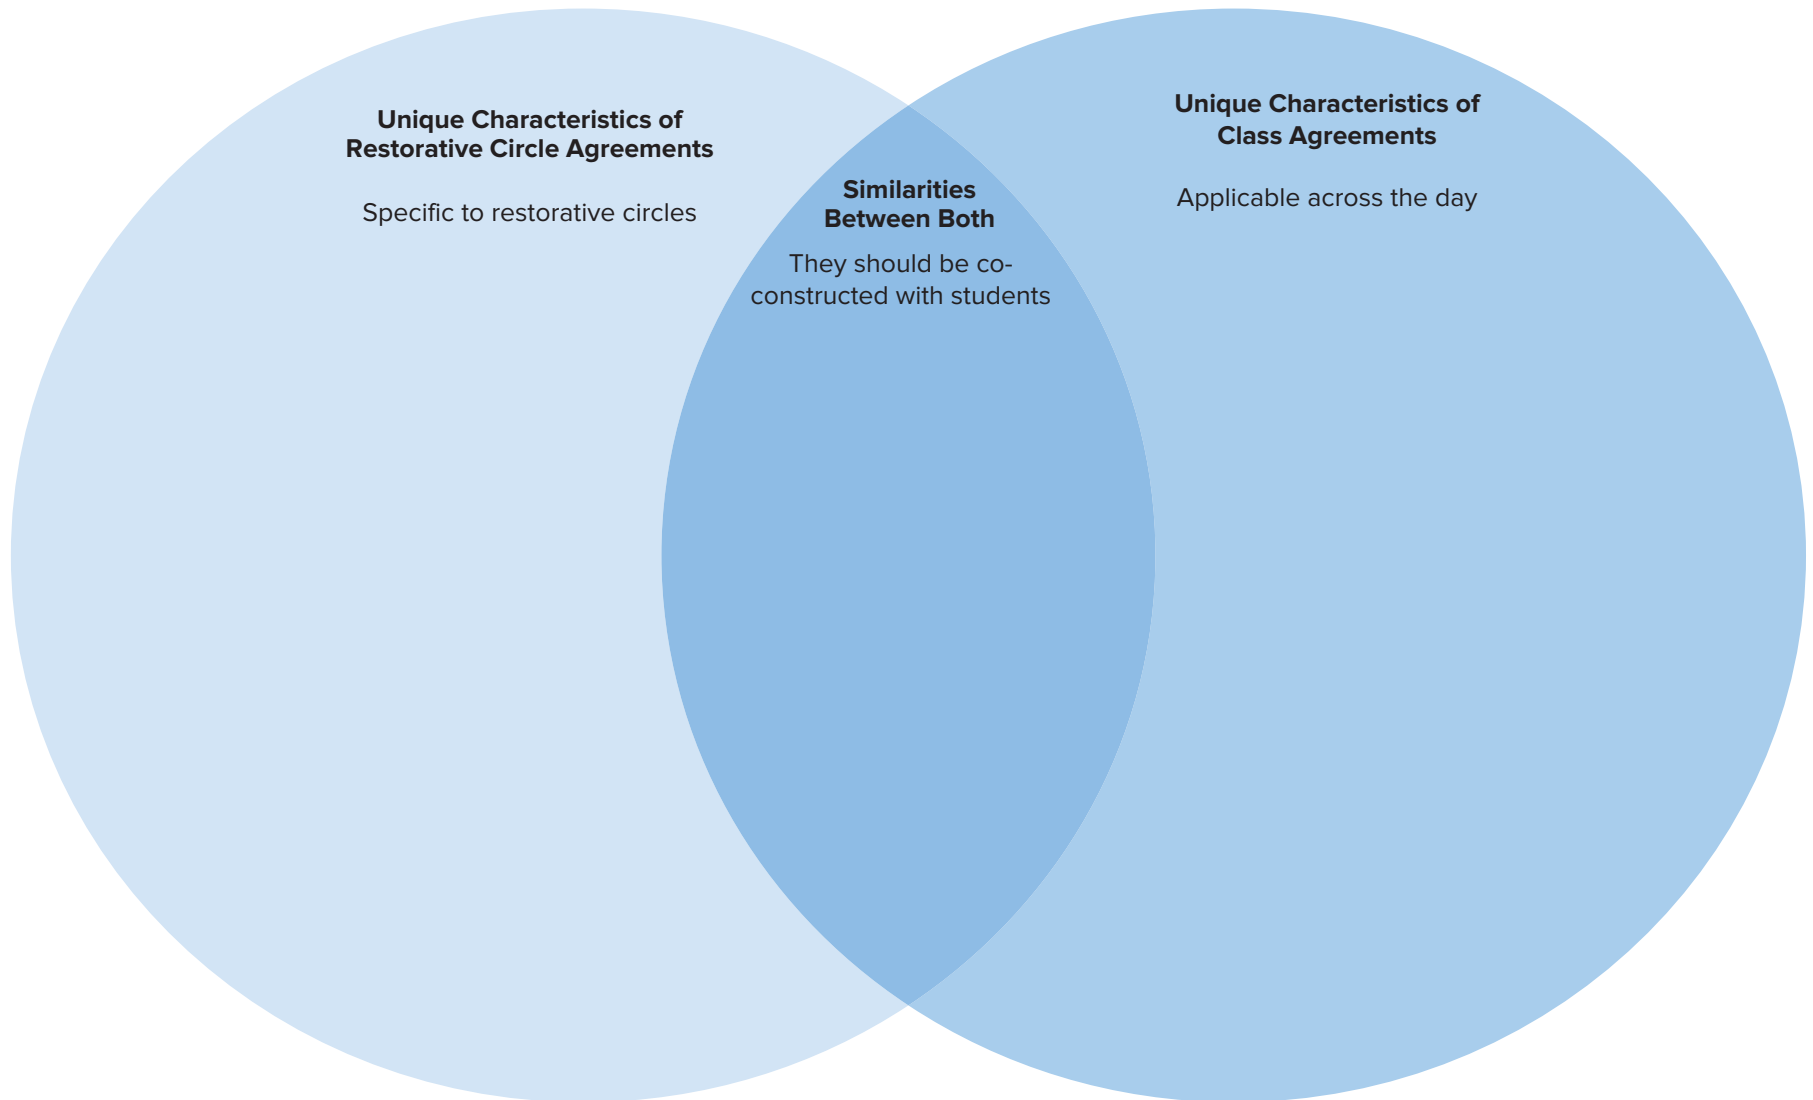 Unique Characteristics of
Restorative Circle Agreements
Specific to restorative circles
Similarities
Between Both
They should be co-
constructed with students
Unique Characteristics of
Class Agreements
Applicable across the day